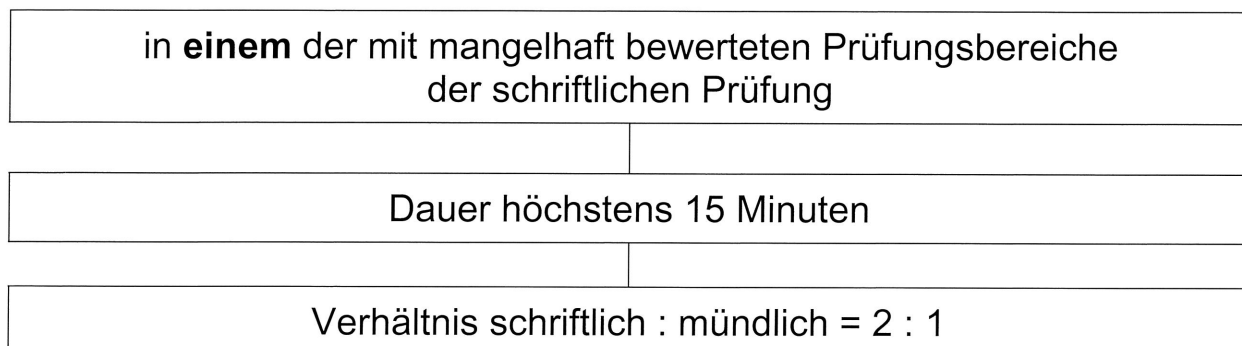 in einem der mit mangelhaft bewerteten Prüfungsbereiche
der schriftlichen Prüfung
Dauer höchstens 15 Minuten
Verhältnis schriftlich : mündlich = 2 : 1